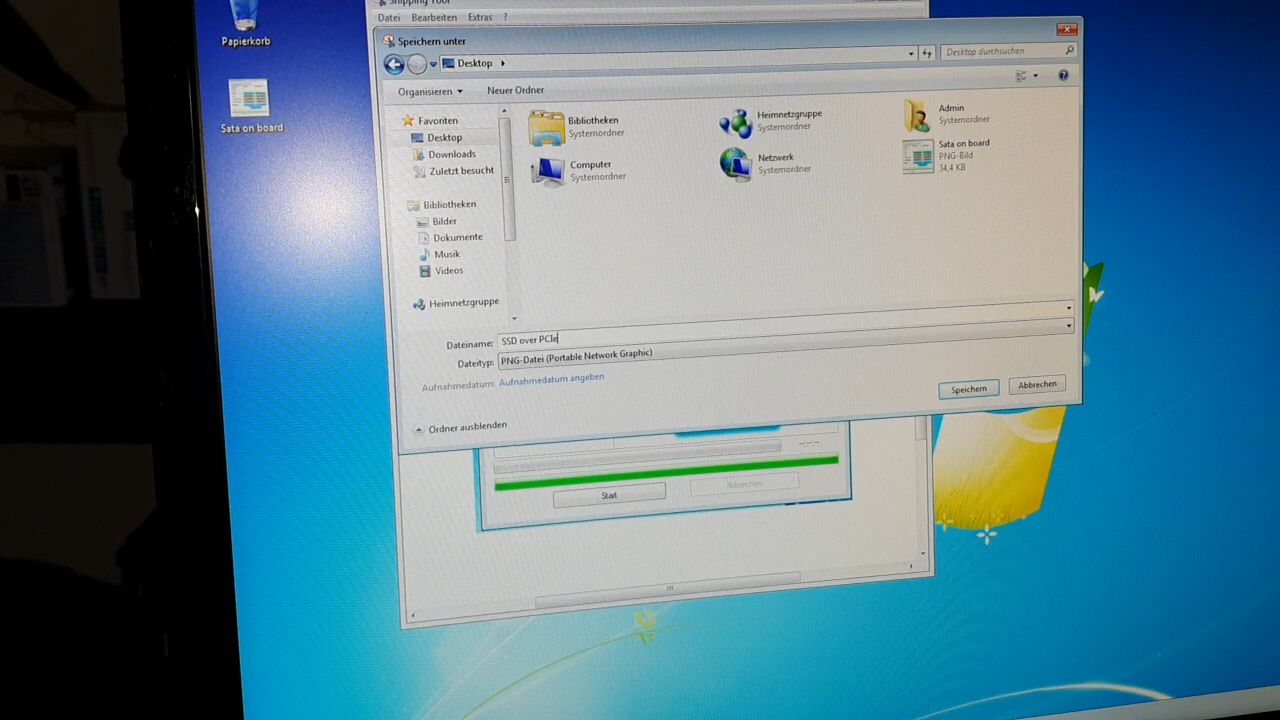 Snipping Tool
Datei Bearbeiten Extras ?
Papierkorb
Sata on board
Speichern unter
Desktop
Desktop durchsuchen
Organisieren Neuer Ordner
Favoriten
Desktop
Downloads
Zuletzt besucht
Bibliotheken
Bilder
Dokumente
Musik
Videos
Heimnetzgruppe
Bibliotheken
Systemordner
Heimnetzgruppe
Systemordner
Admin
Systemordner
Computer
Systemordner
Netzwerk
Systemordner
Sata on board
PNG-Bild
34,4 KB
Dateiname: SSD over PCIe
Dateityp: PNG-Datei (Portable Network Graphic)
Aufnahmedatum: Aufnahmedatum angeben
Speichern Abbrechen
Ordner ausblenden
---
Start Abbrechen